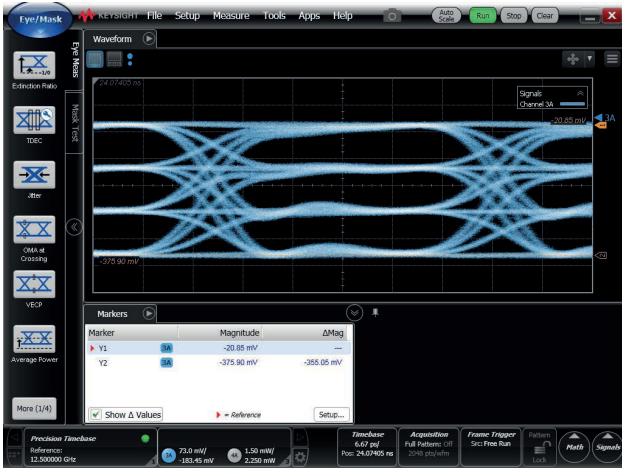 Eye/Mask
KEYSIGHT
File
Setup
Measure
Tools
Apps
Help
Auto
Scale
Run
Stop
Clear
Waveform
Eye Meas
Mask Test
Extinction Ratio
TDEC
Jitter
OMA at
Crossing
VECP
Average Power
More (1/4)
24.07405 ns
Signals
Channel 3A
-20.85 mV
3A
-375.90 mV
Markers
Marker Magnitude ΔMag
Y1 3A -20.85 mV ---
Y2 3A -375.90 mV -355.05 mV
Show Δ Values
= Reference
Setup...
Precision Timebase
Reference:
12.500000 GHz
3A
73.0 mV/
-183.45 mV
4A
1.50 mW/
2.250 mW
Timebase
6.67 ps/
Pos: 24.07405 ns
Acquisition
Full Pattern: Off
2048 pts/wfm
Frame Trigger
Src: Free Run
Pattern
Lock
Math
Signals